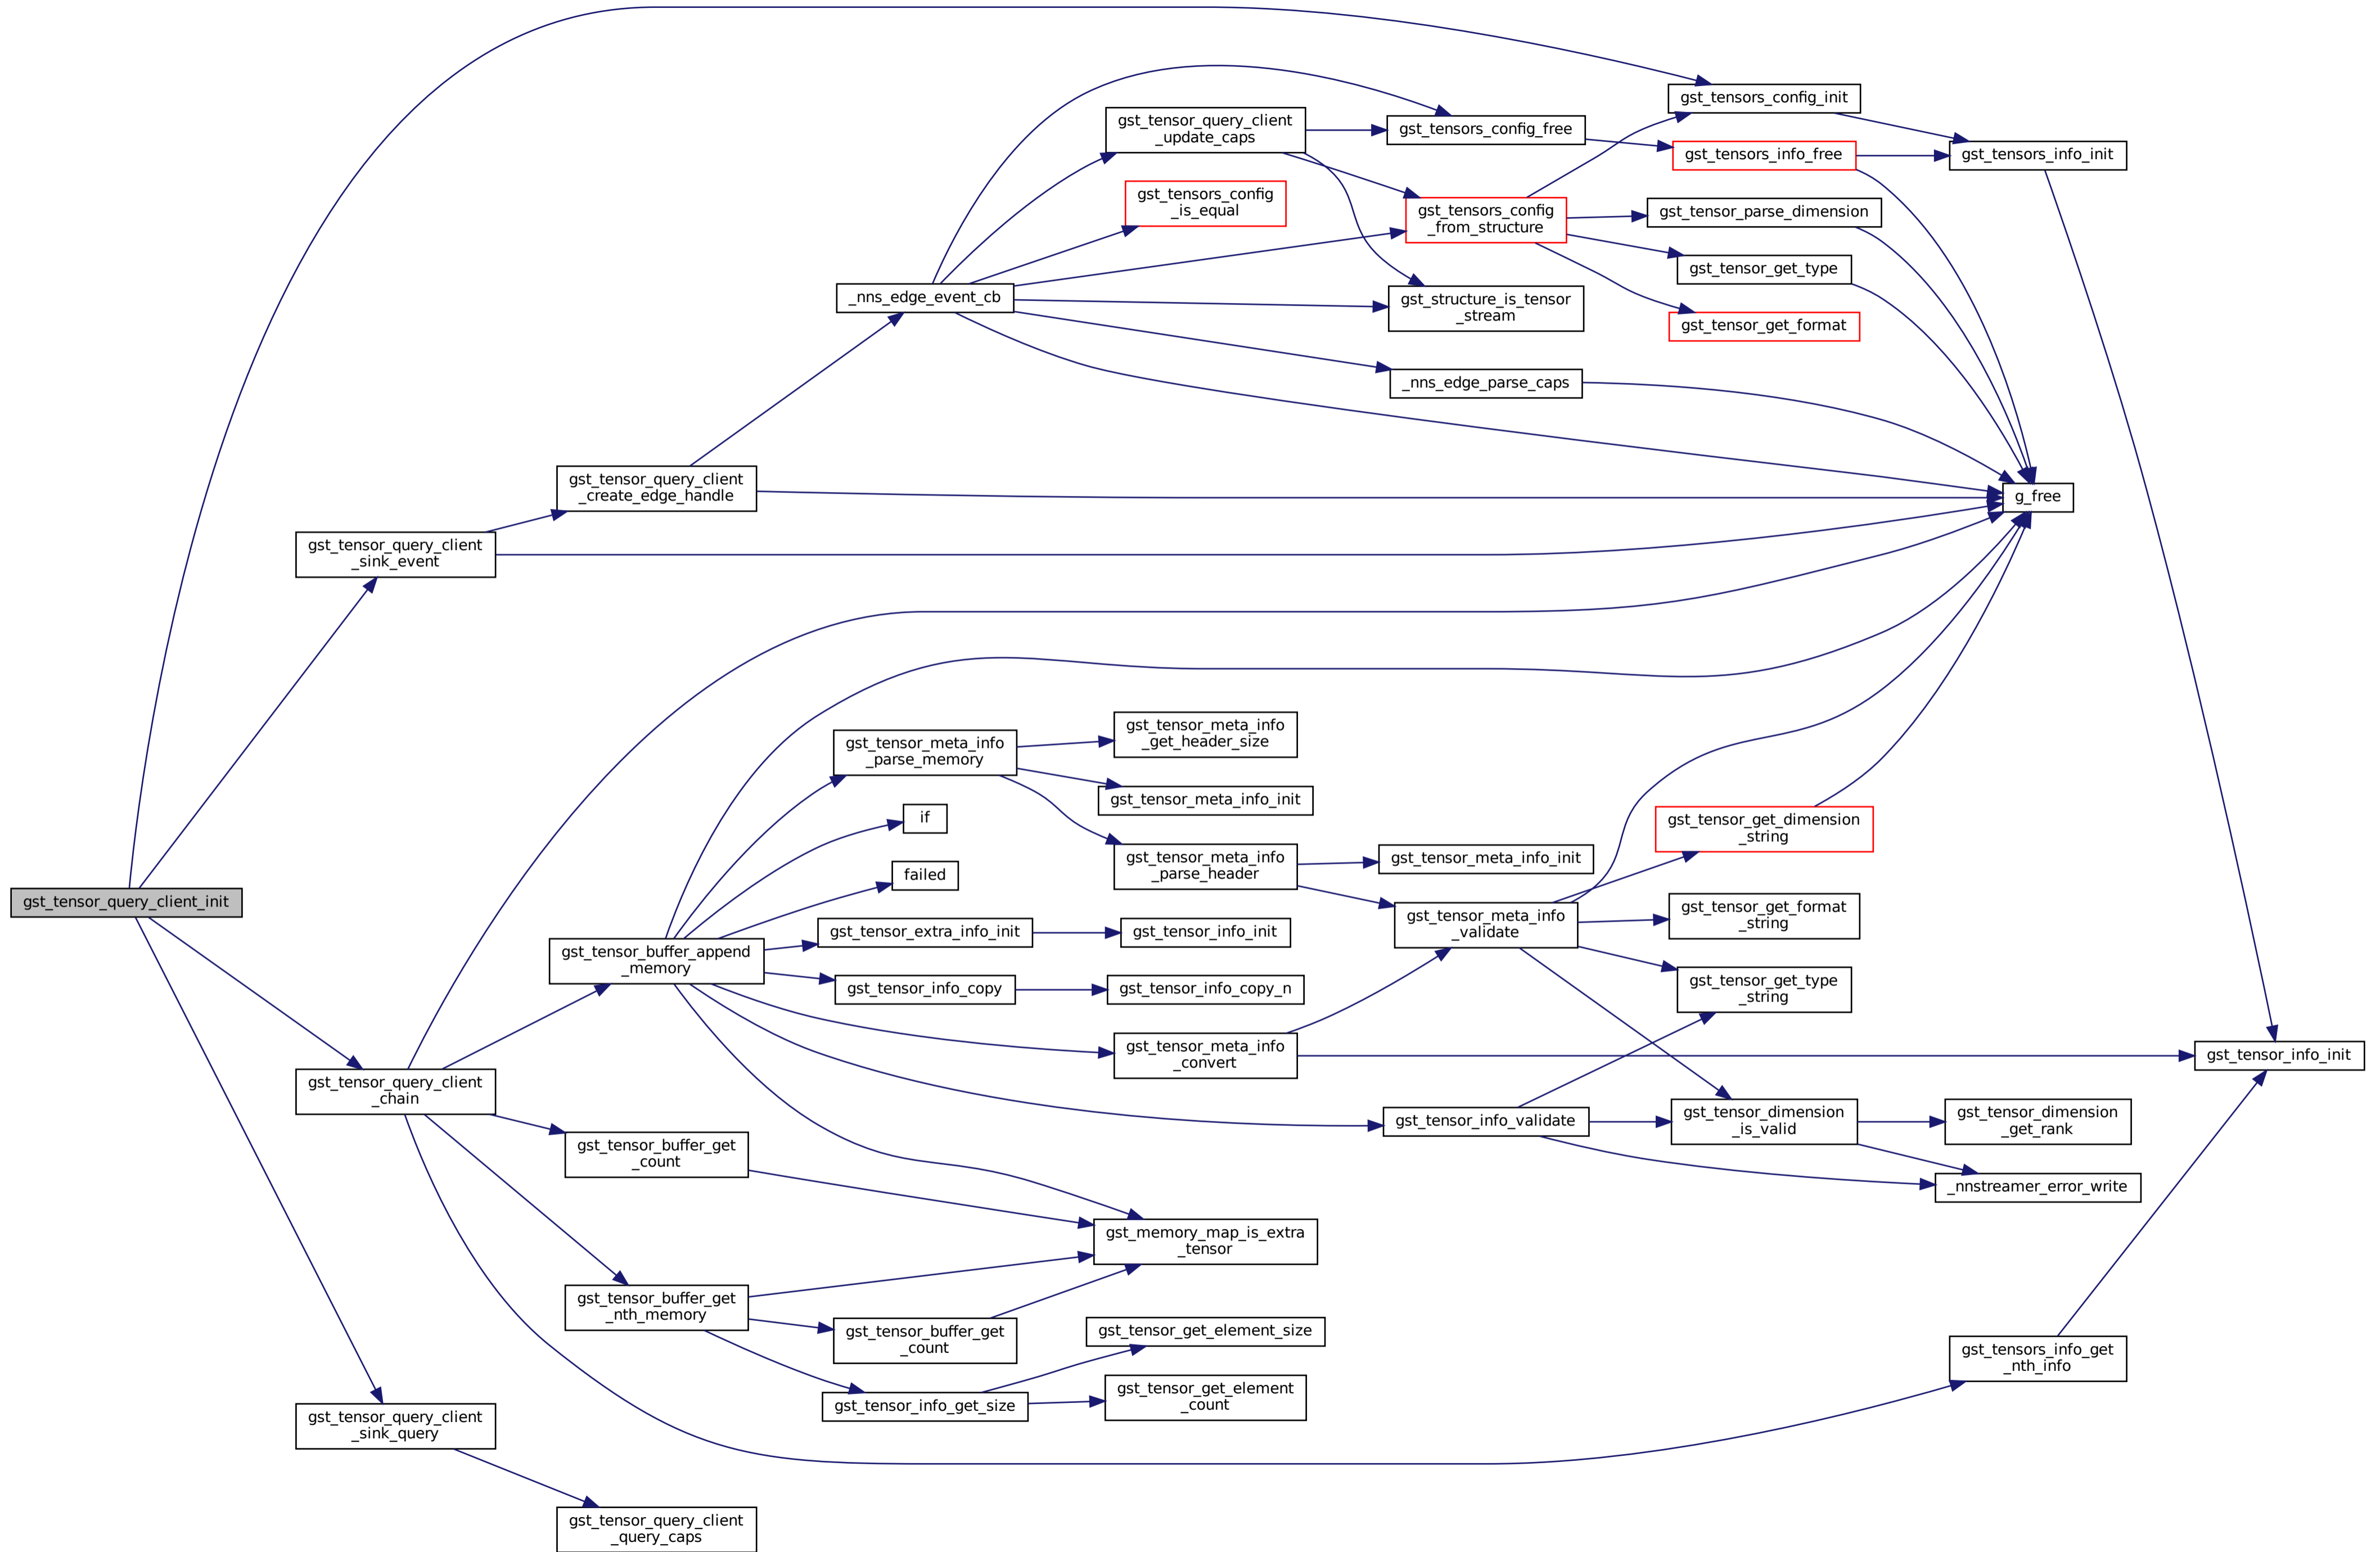 gst_tensor_query_client_init
gst_tensor_query_client
_sink_event
gst_tensor_query_client
_chain
gst_tensor_query_client
_sink_query
gst_tensor_query_client
_create_edge_handle
gst_tensor_buffer_append
_memory
gst_tensor_buffer_get
_count
gst_tensor_buffer_get
_nth_memory
gst_tensor_query_client
_query_caps
_nns_edge_event_cb
gst_tensor_meta_info
_parse_memory
if
failed
gst_tensor_extra_info_init
gst_tensor_info_copy
gst_tensor_buffer_get
_count
gst_tensor_info_get_size
gst_tensor_query_client
_update_caps
gst_tensors_config
_is_equal
gst_tensor_meta_info
_get_header_size
gst_tensor_meta_info_init
gst_tensor_meta_info
_parse_header
gst_tensor_info_init
gst_tensor_info_copy_n
gst_tensor_meta_info
_convert
gst_memory_map_is_extra
_tensor
gst_tensor_get_element_size
gst_tensor_get_element
_count
gst_tensors_config_free
gst_tensors_config
_from_structure
gst_structure_is_tensor
_stream
_nns_edge_parse_caps
gst_tensor_meta_info_init
gst_tensor_meta_info
_validate
gst_tensor_info_validate
gst_tensors_config_init
gst_tensors_info_free
gst_tensor_parse_dimension
gst_tensor_get_type
gst_tensor_get_format
gst_tensor_get_dimension
_string
gst_tensor_get_format
_string
gst_tensor_get_type
_string
gst_tensor_dimension
_is_valid
gst_tensors_info_init
g_free
gst_tensor_dimension
_get_rank
_nnstreamer_error_write
gst_tensors_info_get
_nth_info
gst_tensor_info_init